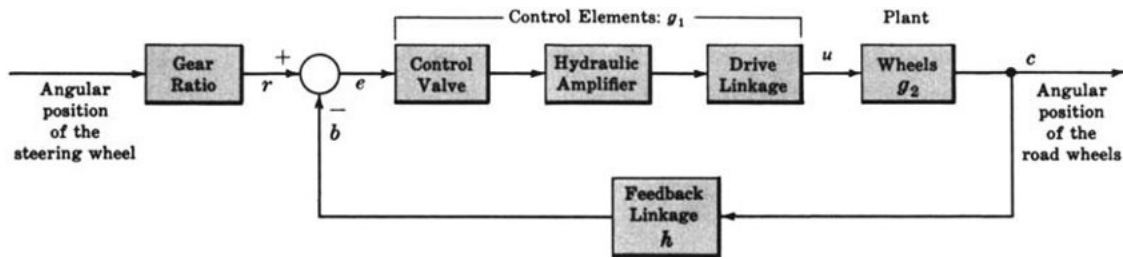 Control Elements: g₁
Plant
Gear
Ratio
+
r
e
Control
Valve
Hydraulic
Amplifier
Drive
Linkage
u
Wheels
g₂
c
Angular
position
of the
steering wheel
−
b
Angular
position
of the
road wheels
Feedback
Linkage
h